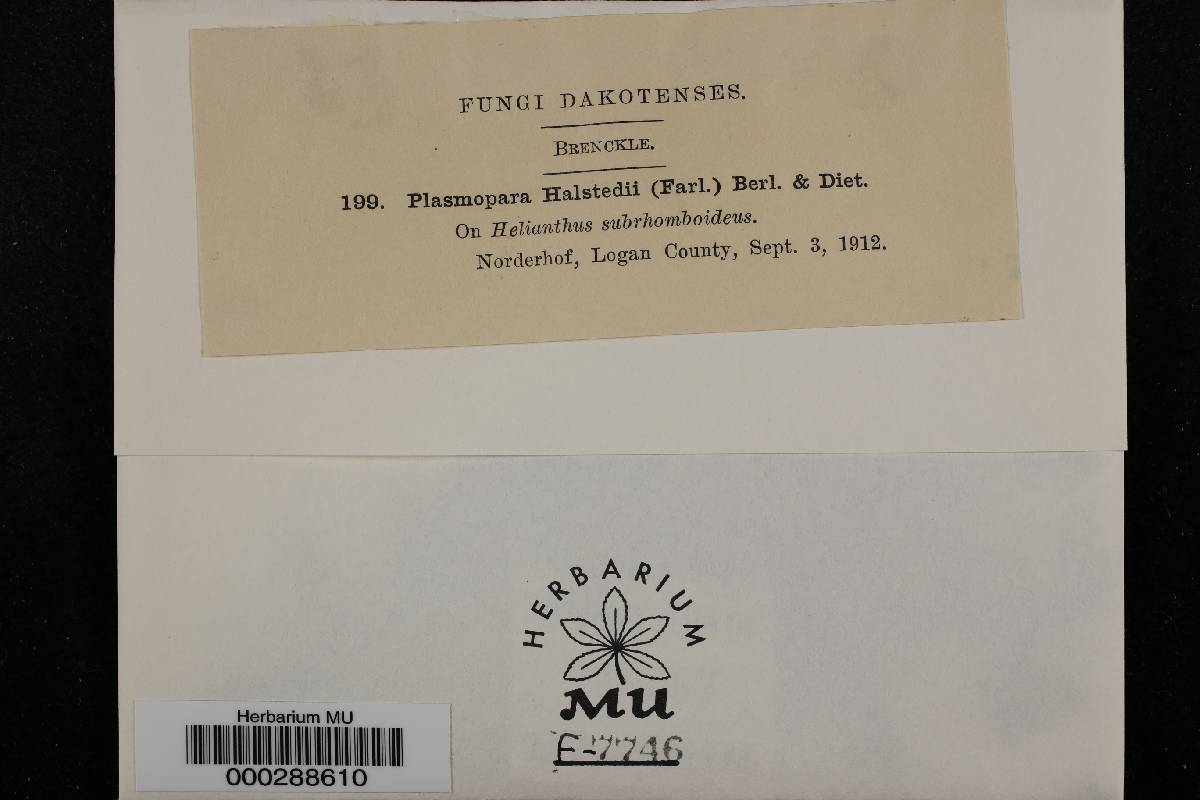 FUNGI DAKOTENSES.
BRENCKLE.
199. Plasmopara Halstedii (Farl.) Berl. & Diet.
On Helianthus subrhomboideus.
Norderhof, Logan County, Sept. 3, 1912.
HERBARIUM
MU
F-7746
Herbarium MU
000288610